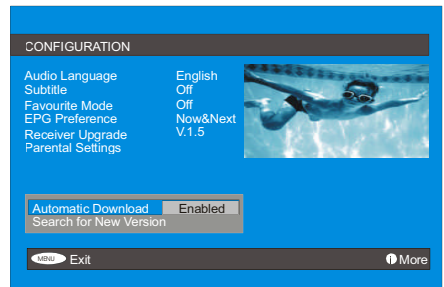 CONFIGURATION
Audio Language English
Subtitle Off
Favourite Mode Off
EPG Preference Now&Next
Receiver Upgrade V.1.5
Parental Settings
Automatic Download Enabled
Search for New Version
MENU Exit i More